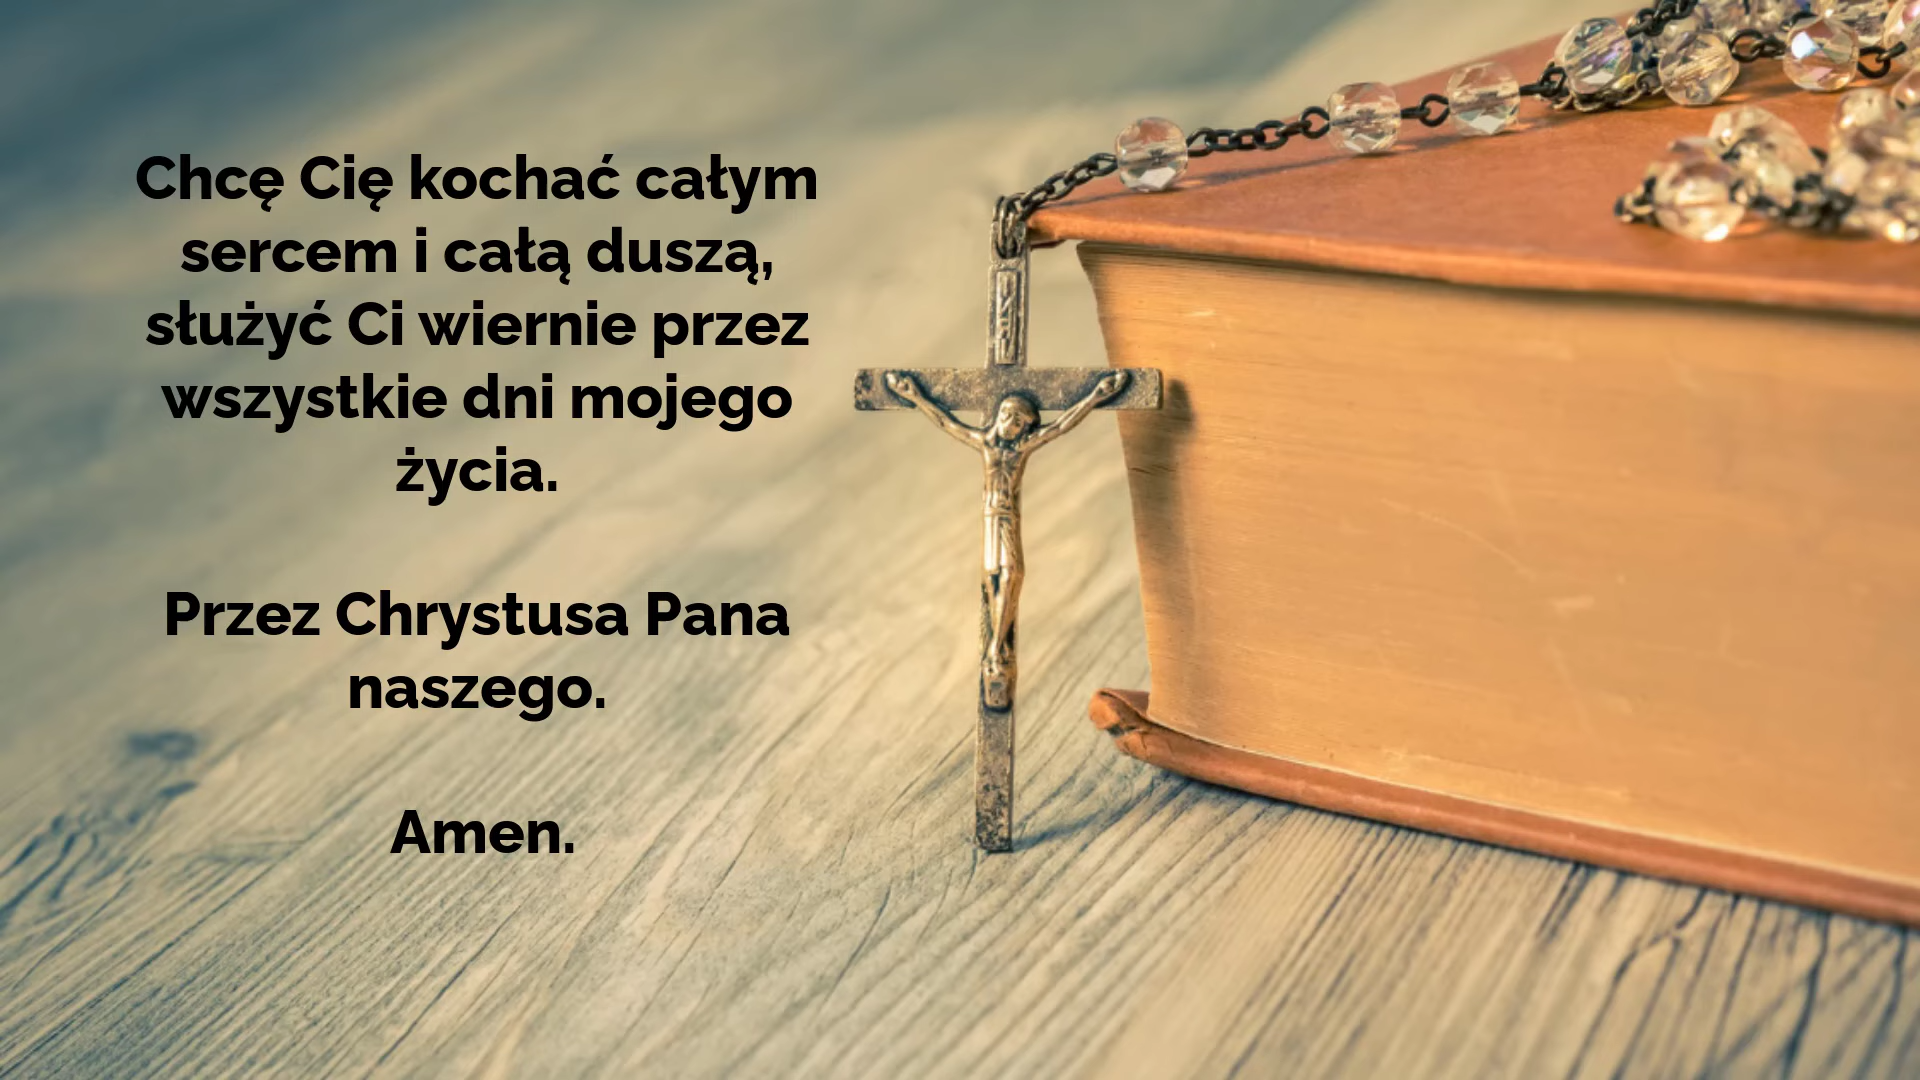 Chcę Cię kochać całym
sercem i całą duszą,
służyć Ci wiernie przez
wszystkie dni mojego
życia.
Przez Chrystusa Pana
naszego.
Amen.